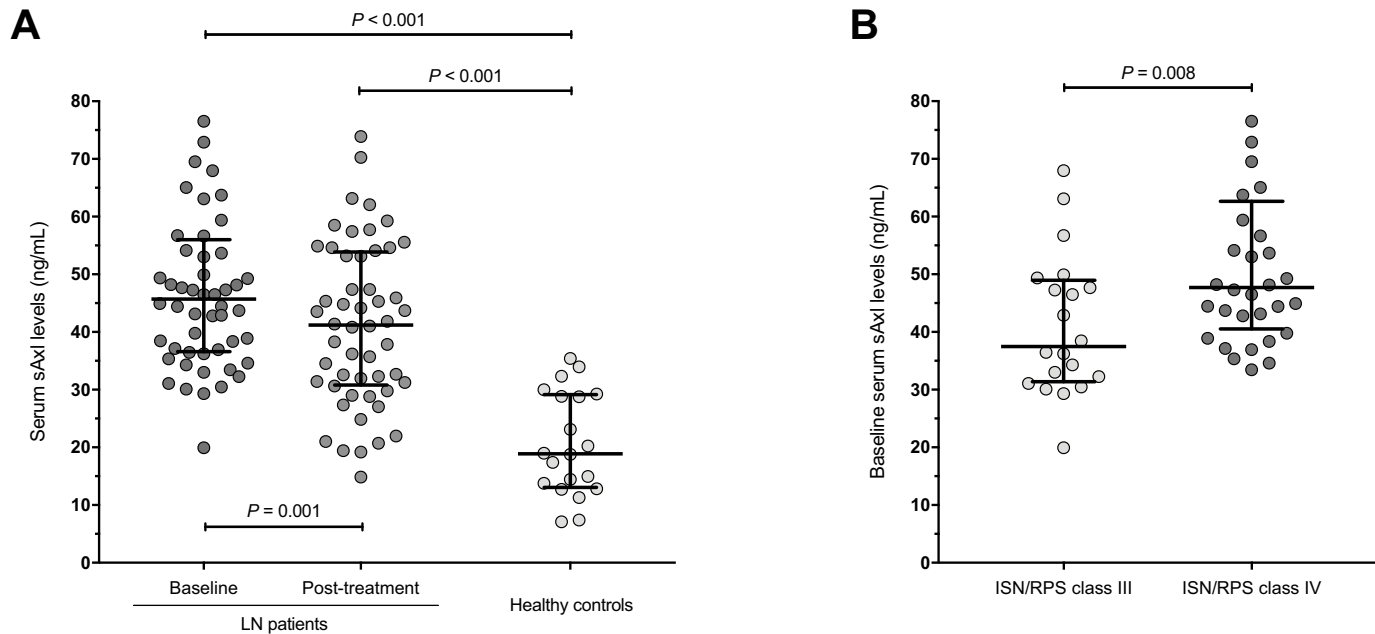 A
P < 0.001
P < 0.001
Serum sAxl levels (ng/mL)
80
70
60
50
40
30
20
10
0
P = 0.001
Baseline
Post-treatment
Healthy controls
LN patients
B
P = 0.008
Baseline serum sAxl levels (ng/mL)
80
70
60
50
40
30
20
10
0
ISN/RPS class III
ISN/RPS class IV